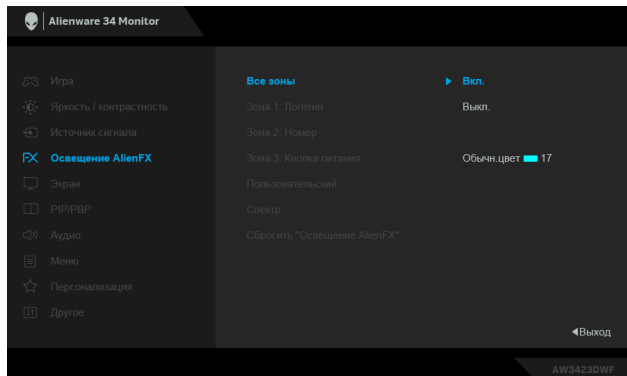 Alienware 34 Monitor
Игра
Яркость / контрастность
Источник сигнала
FX Освещение AlienFX
Экран
PIP/PBP
Аудио
Меню
Персонализация
Другое
Все зоны
Зона 1: Логотип
Зона 2: Номер
Зона 3: Кнопка питания
Пользовательский
Спектр
Сбросить "Освещение AlienFX"
Вкл.
Выкл.
Обычн.цвет 17
Выход
AW3423DWF